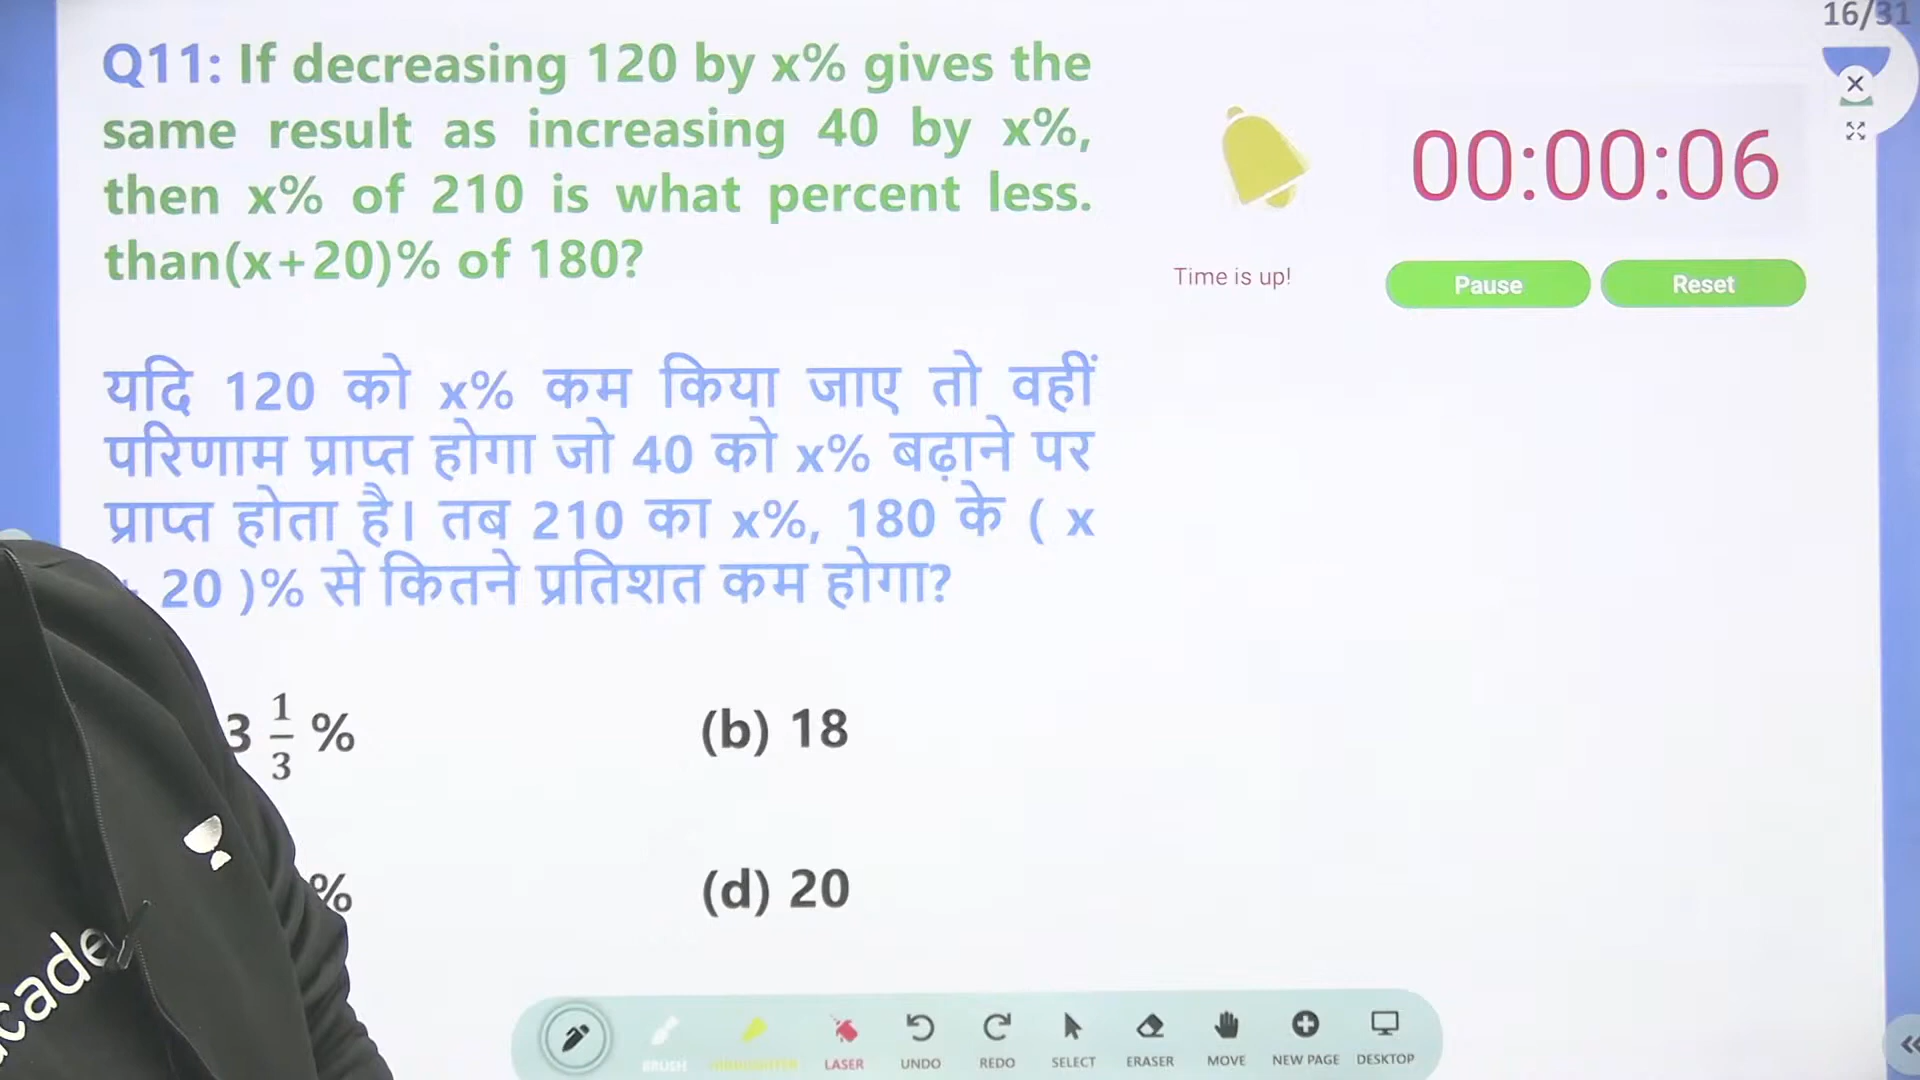 16/31
Q11: If decreasing 120 by x% gives the
same result as increasing 40 by x%,
then x% of 210 is what percent less.
than(x+20)% of 180?
00:00:06
Time is up!
Pause
Reset
यदि 120 को x% कम किया जाए तो वहीं
परिणाम प्राप्त होगा जो 40 को x% बढ़ाने पर
प्राप्त होता है। तब 210 का x%, 180 के ( x
20 )% से कितने प्रतिशत कम होगा?
3 1/3 %
(b) 18
%
(d) 20
cade
BRUSH
HIGHLIGHTER
LASER
UNDO
REDO
SELECT
ERASER
MOVE
NEW PAGE
DESKTOP